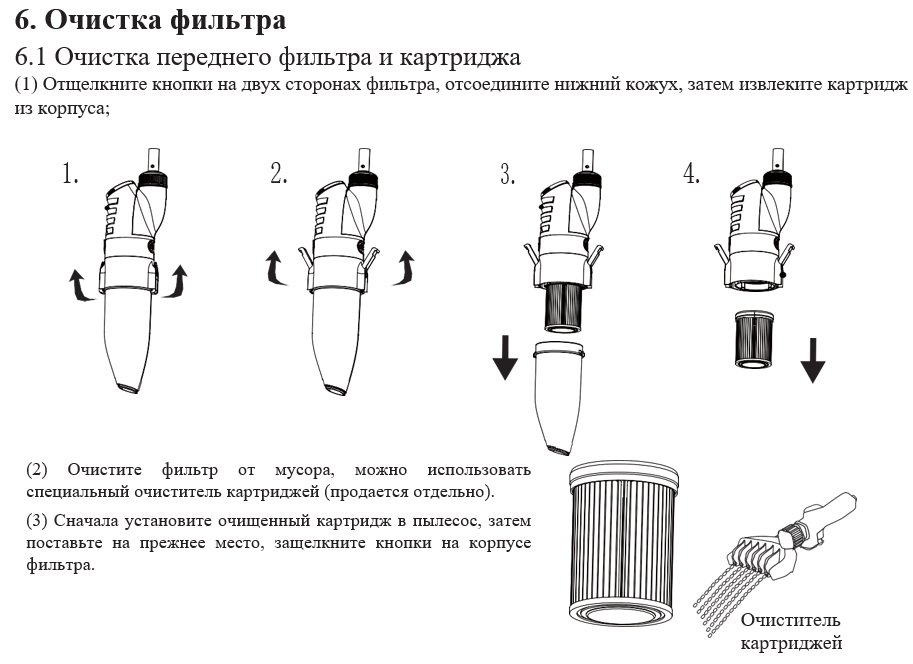 6. Очистка фильтра
6.1 Очистка переднего фильтра и картриджа
(1) Отщелкните кнопки на двух сторонах фильтра, отсоедините нижний кожух, затем извлеките картридж
из корпуса;
1.
2.
3.
4.
(2) Очистите фильтр от мусора, можно использовать
специальный очиститель картриджей (продается отдельно).
(3) Сначала установите очищенный картридж в пылесос, затем
поставьте на прежнее место, защелкните кнопки на корпусе
фильтра.
Очиститель
картриджей